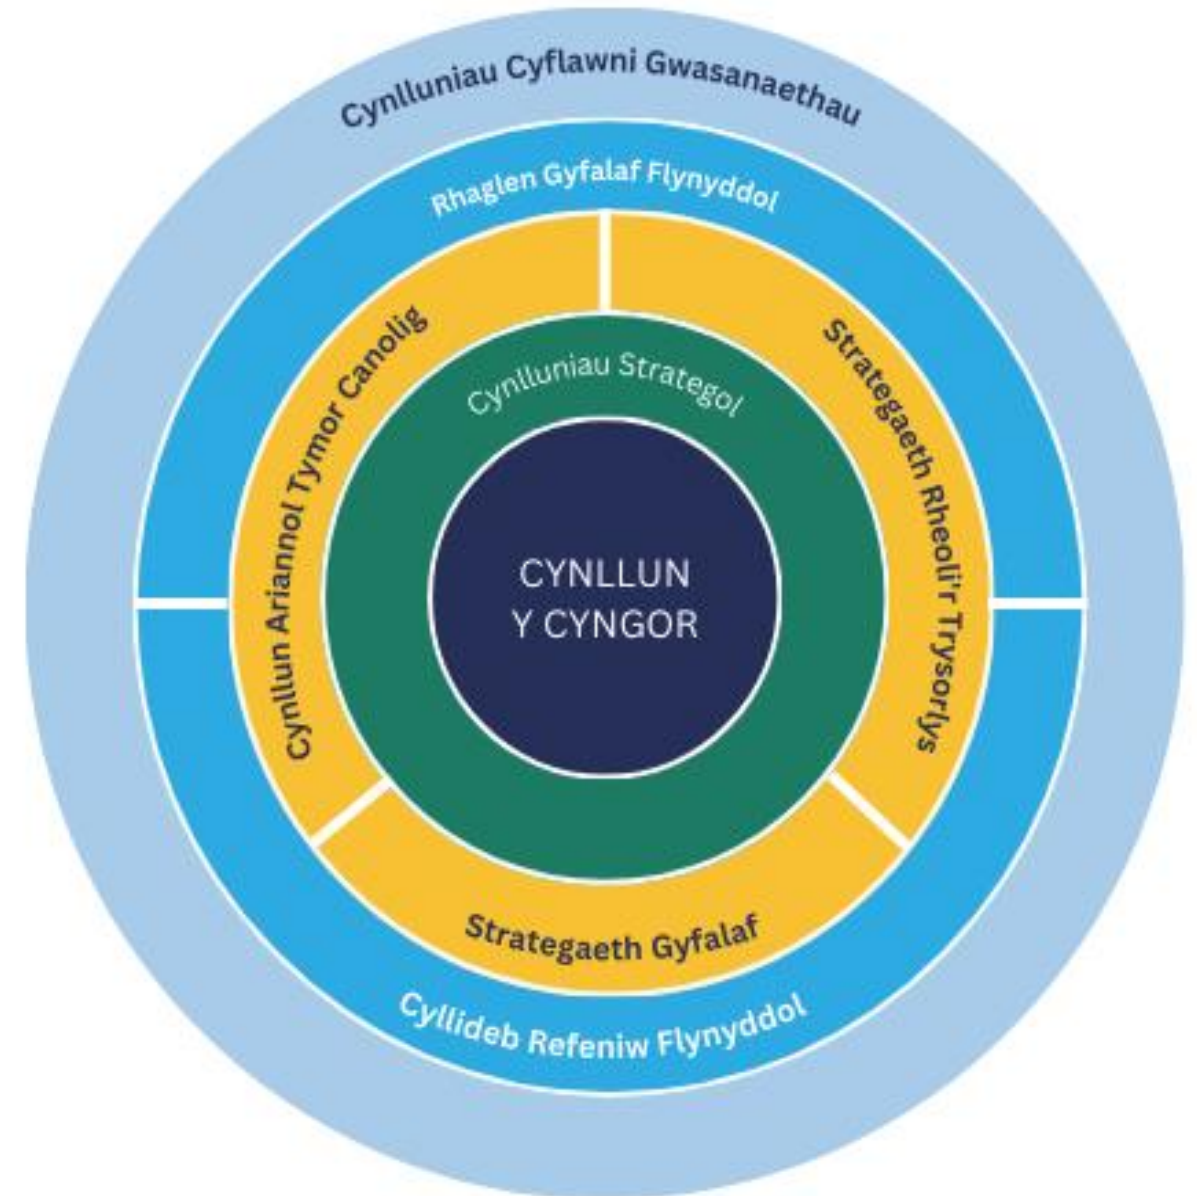 Cynlluniau Cyflawni Gwasanaethau
Rhaglen Gyfalaf Flynyddol
Cynllun Ariannol Tymor Canolig
Strategaeth Rheoli'r Trysorlys
Cynlluniau Strategol
CYNLLUN
Y CYNGOR
Strategaeth Gyfalaf
Cyllideb Refeniw Flynyddol